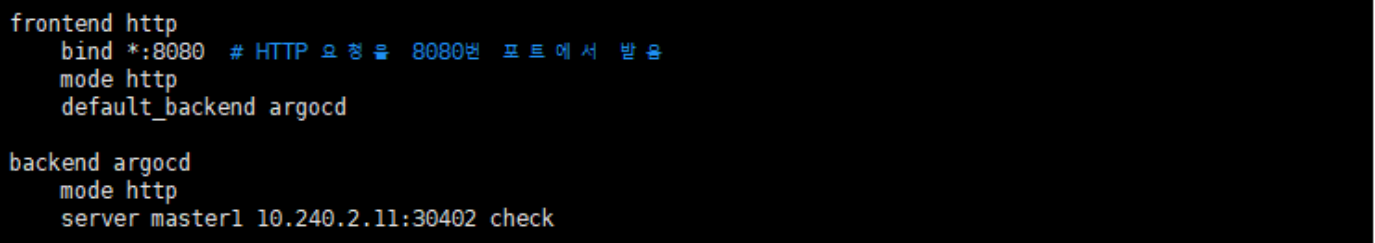 frontend http
    bind *:8080  # HTTP 요청을 8080번 포트에서 받음
    mode http
    default_backend argocd

backend argocd
    mode http
    server master1 10.240.2.11:30402 check